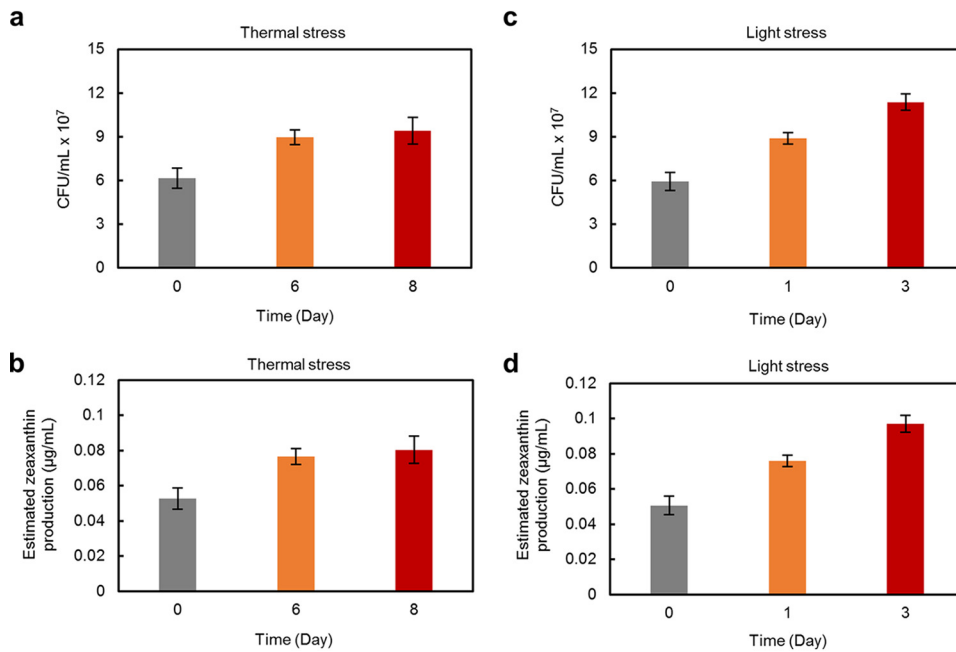 a
Thermal stress
15
12
9
6
3
0
CFU/mL x 10⁷
0 6 8
Time (Day)
c
Light stress
15
12
9
6
3
0
CFU/mL x 10⁷
0 1 3
Time (Day)
b
Thermal stress
0.12
0.1
0.08
0.06
0.04
0.02
0
Estimated zeaxanthin
production (µg/mL)
0 6 8
Time (Day)
d
Light stress
0.12
0.1
0.08
0.06
0.04
0.02
0
Estimated zeaxanthin
production (µg/mL)
0 1 3
Time (Day)